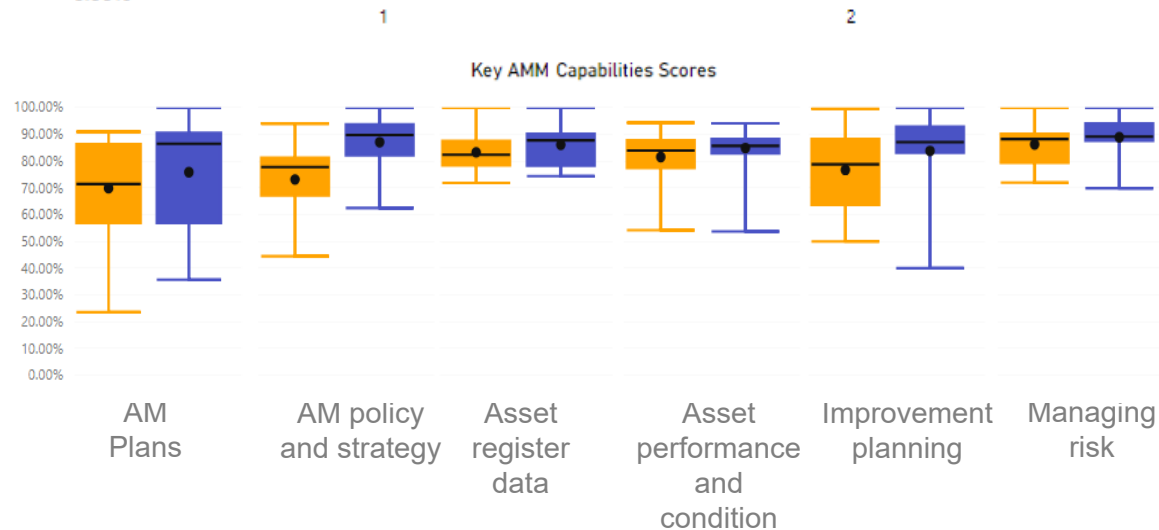 1 2
Key AMM Capabilities Scores
100.00%
90.00%
80.00%
70.00%
60.00%
50.00%
40.00%
30.00%
20.00%
10.00%
0.00%
AM
Plans
AM policy
and strategy
Asset
register
data
Asset
performance
and
condition
Improvement
planning
Managing
risk